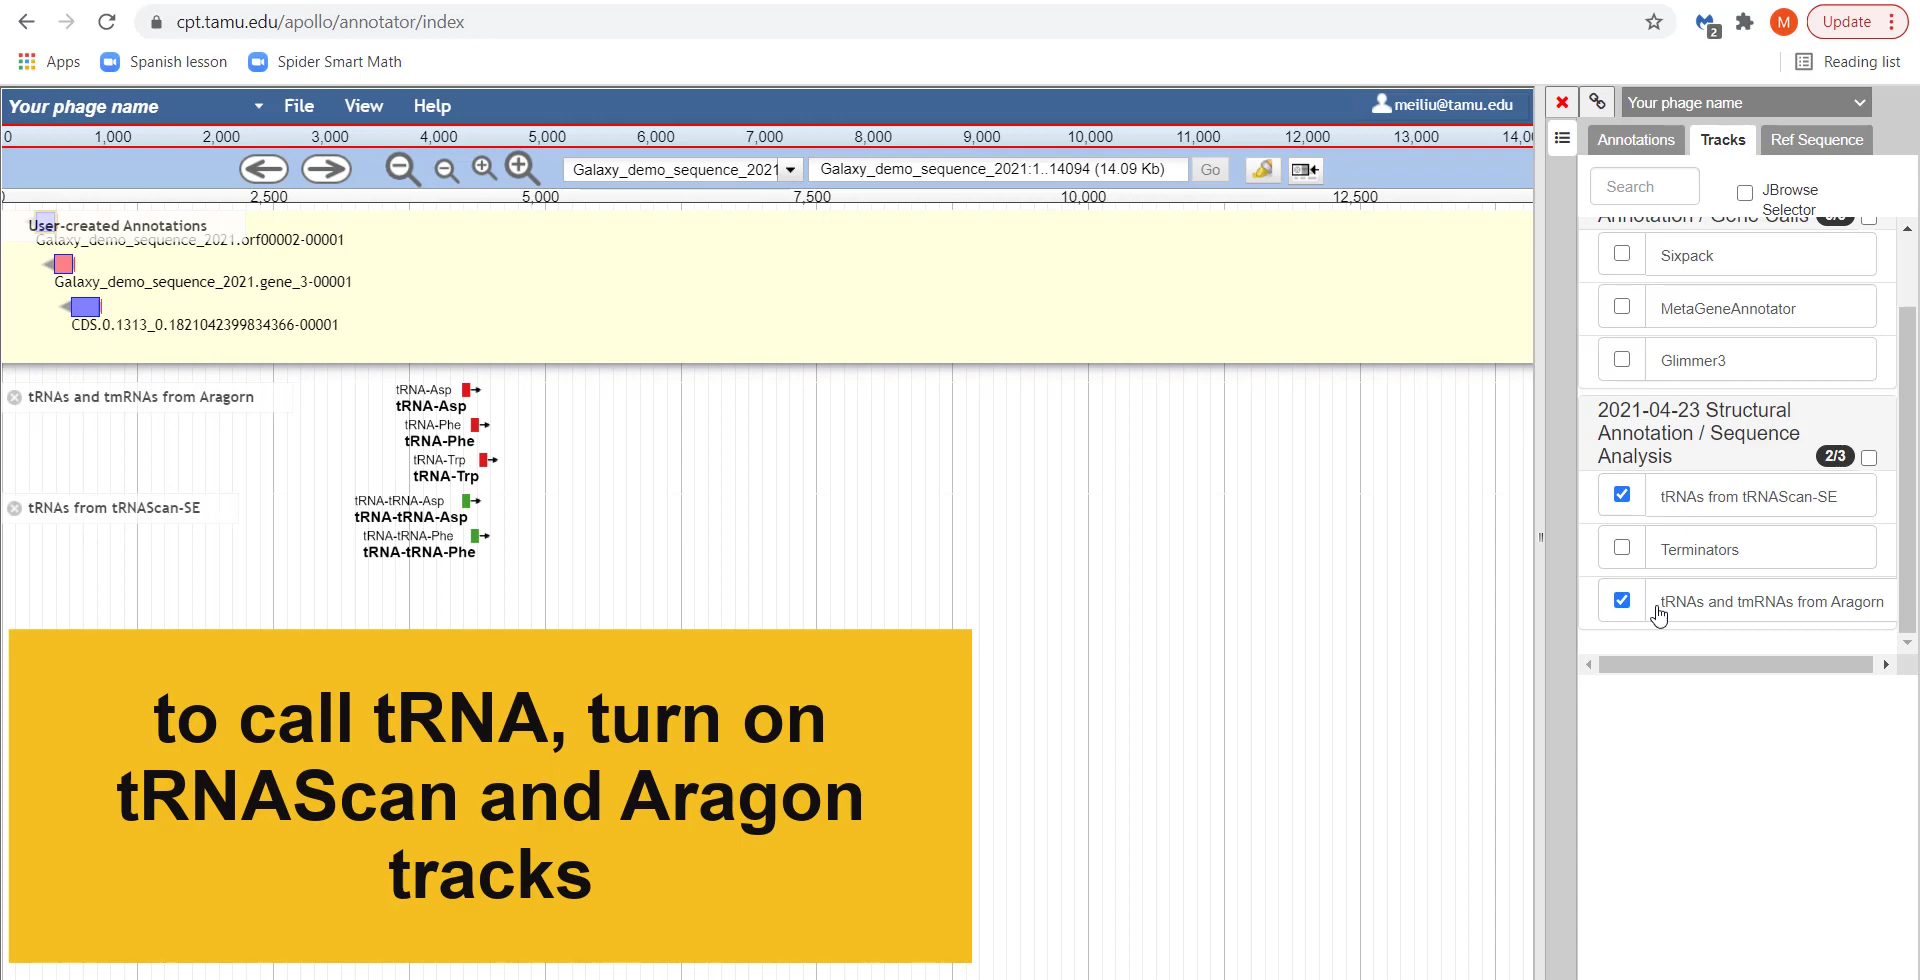 cpt.tamu.edu/apollo/annotator/index
2
M
Update
Apps
Spanish lesson
Spider Smart Math
Reading list
Your phage name
File
View
Help
meiliu@tamu.edu
Your phage name
0 1,000 2,000 3,000 4,000 5,000 6,000 7,000 8,000 9,000 10,000 11,000 12,000 13,000 14,0
Annotations
Tracks
Ref Sequence
Galaxy_demo_sequence_2021
Galaxy_demo_sequence_2021:1..14094 (14.09 Kb)
Go
Search
JBrowse
Selector
2,500 5,000 7,500 10,000 12,500
User-created Annotations
Galaxy_demo_sequence_2021.orf00002-00001
Galaxy_demo_sequence_2021.gene_3-00001
CDS.0.1313_0.1821042399834366-00001
tRNAs and tmRNAs from Aragorn
tRNA-Asp
tRNA-Asp
tRNA-Phe
tRNA-Phe
tRNA-Trp
tRNA-Trp
tRNAs from tRNAScan-SE
tRNA-tRNA-Asp
tRNA-tRNA-Asp
tRNA-tRNA-Phe
tRNA-tRNA-Phe
Annotation / Gene Calls
Sixpack
MetaGeneAnnotator
Glimmer3
2021-04-23 Structural
Annotation / Sequence
Analysis
2/3
tRNAs from tRNAScan-SE
Terminators
tRNAs and tmRNAs from Aragorn
to call tRNA, turn on
tRNAScan and Aragon
tracks